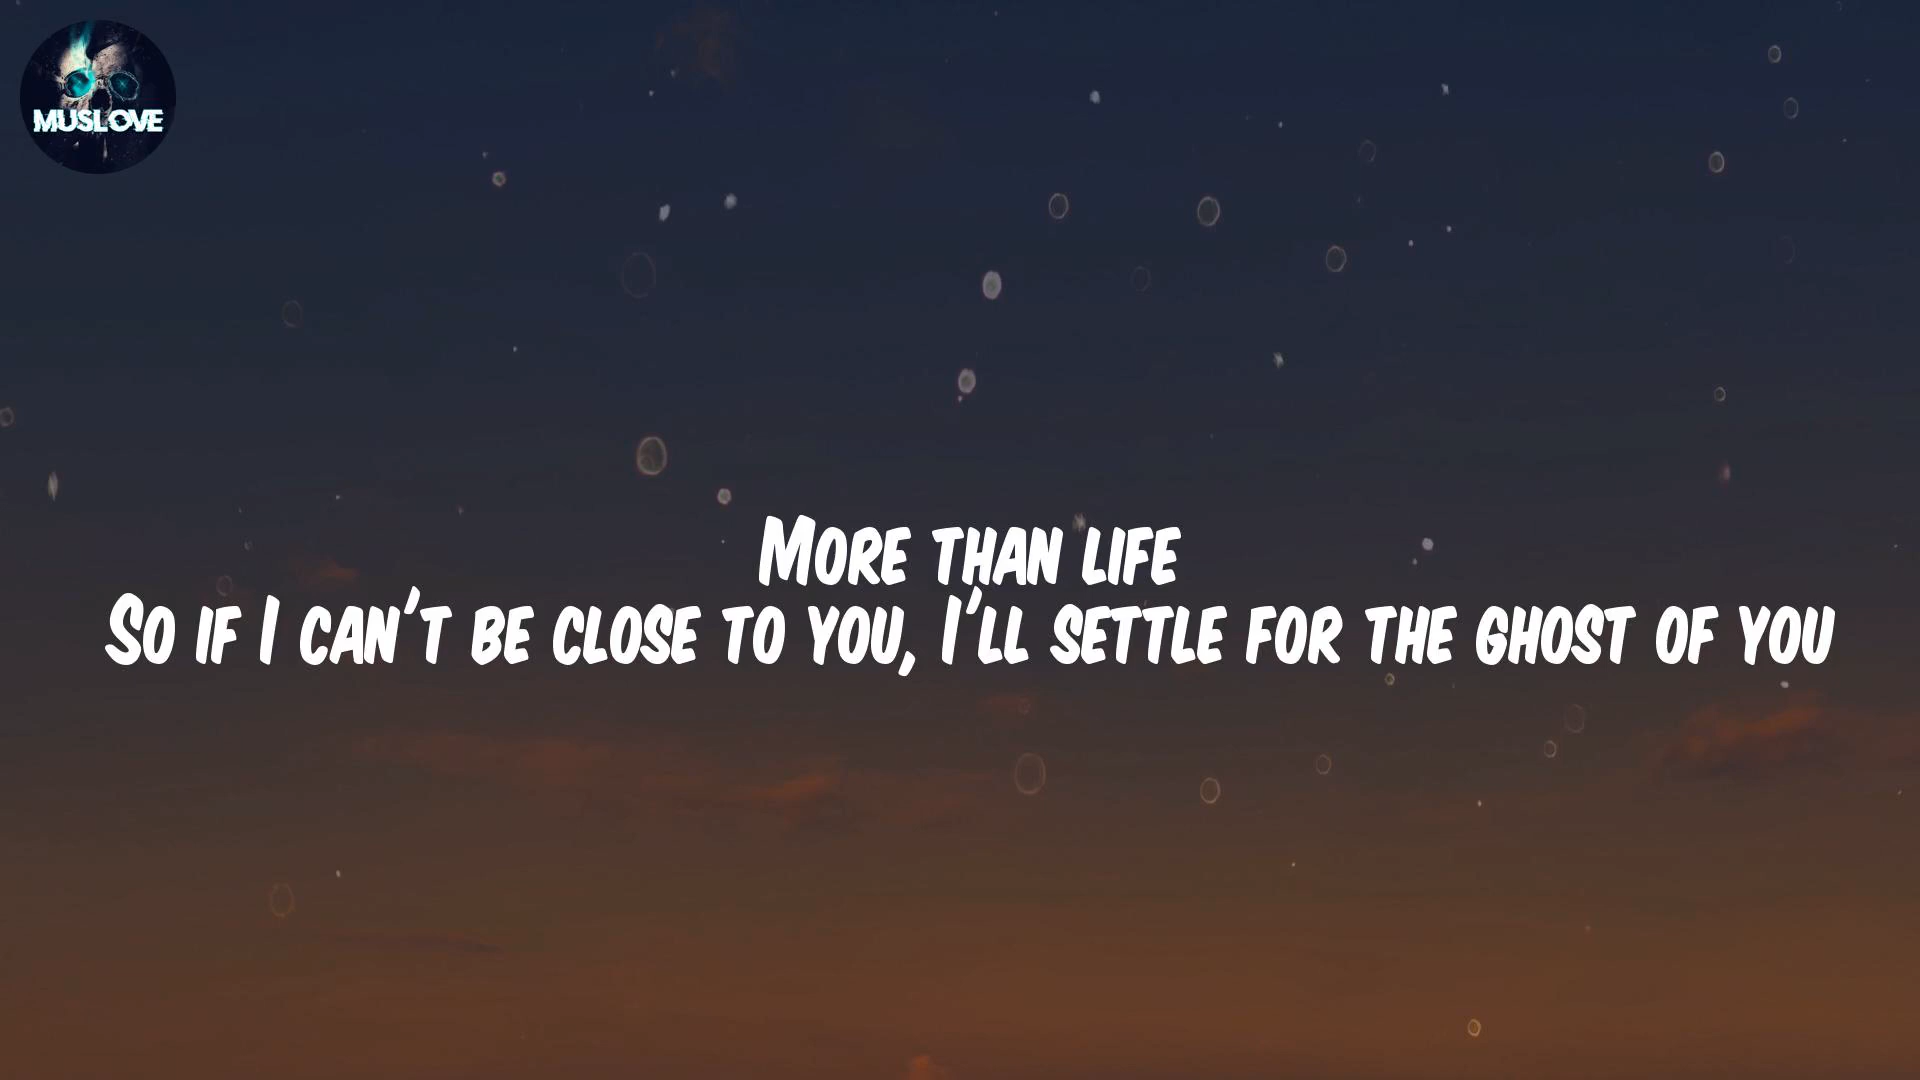 MUSLOVE
More than life
So if I can't be close to you, I'll settle for the ghost of you